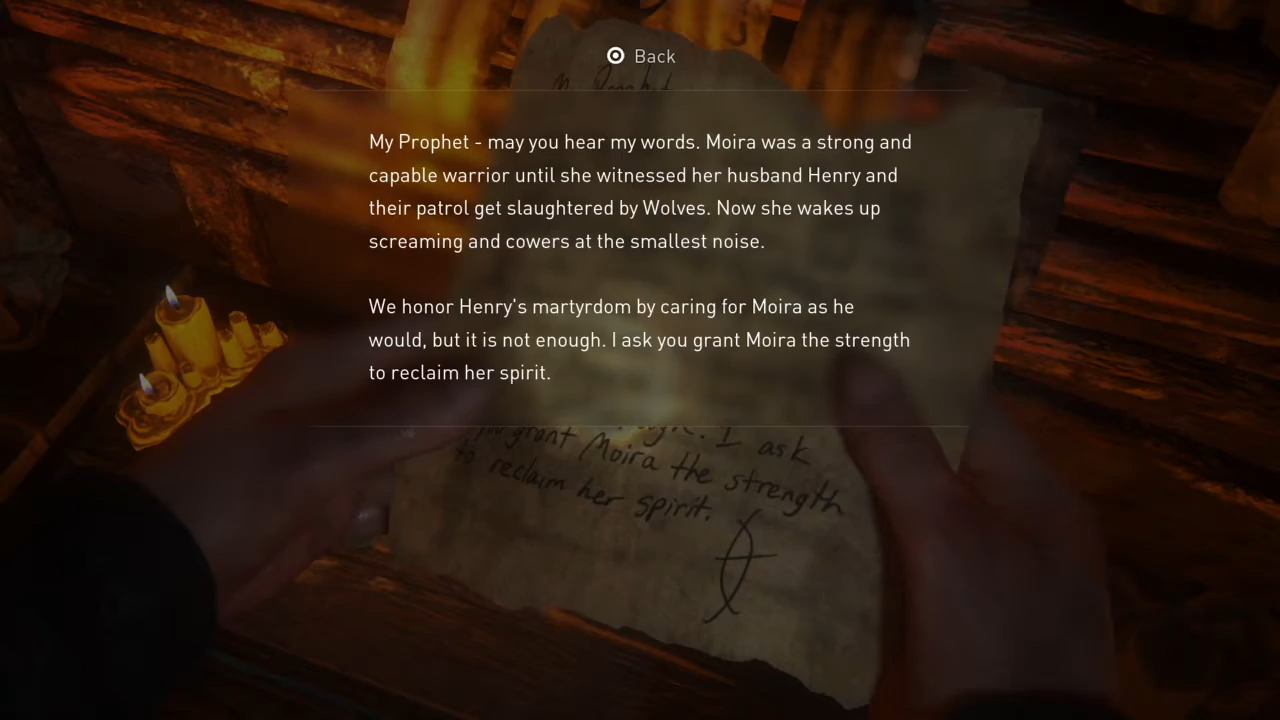 Back
My Prophet
My Prophet - may you hear my words. Moira was a strong and
capable warrior until she witnessed her husband Henry and
their patrol get slaughtered by Wolves. Now she wakes up
screaming and cowers at the smallest noise.
We honor Henry's martyrdom by caring for Moira as he
would, but it is not enough. I ask you grant Moira the strength
to reclaim her spirit.
I ask
grant Moira the strength
to reclaim her spirit.